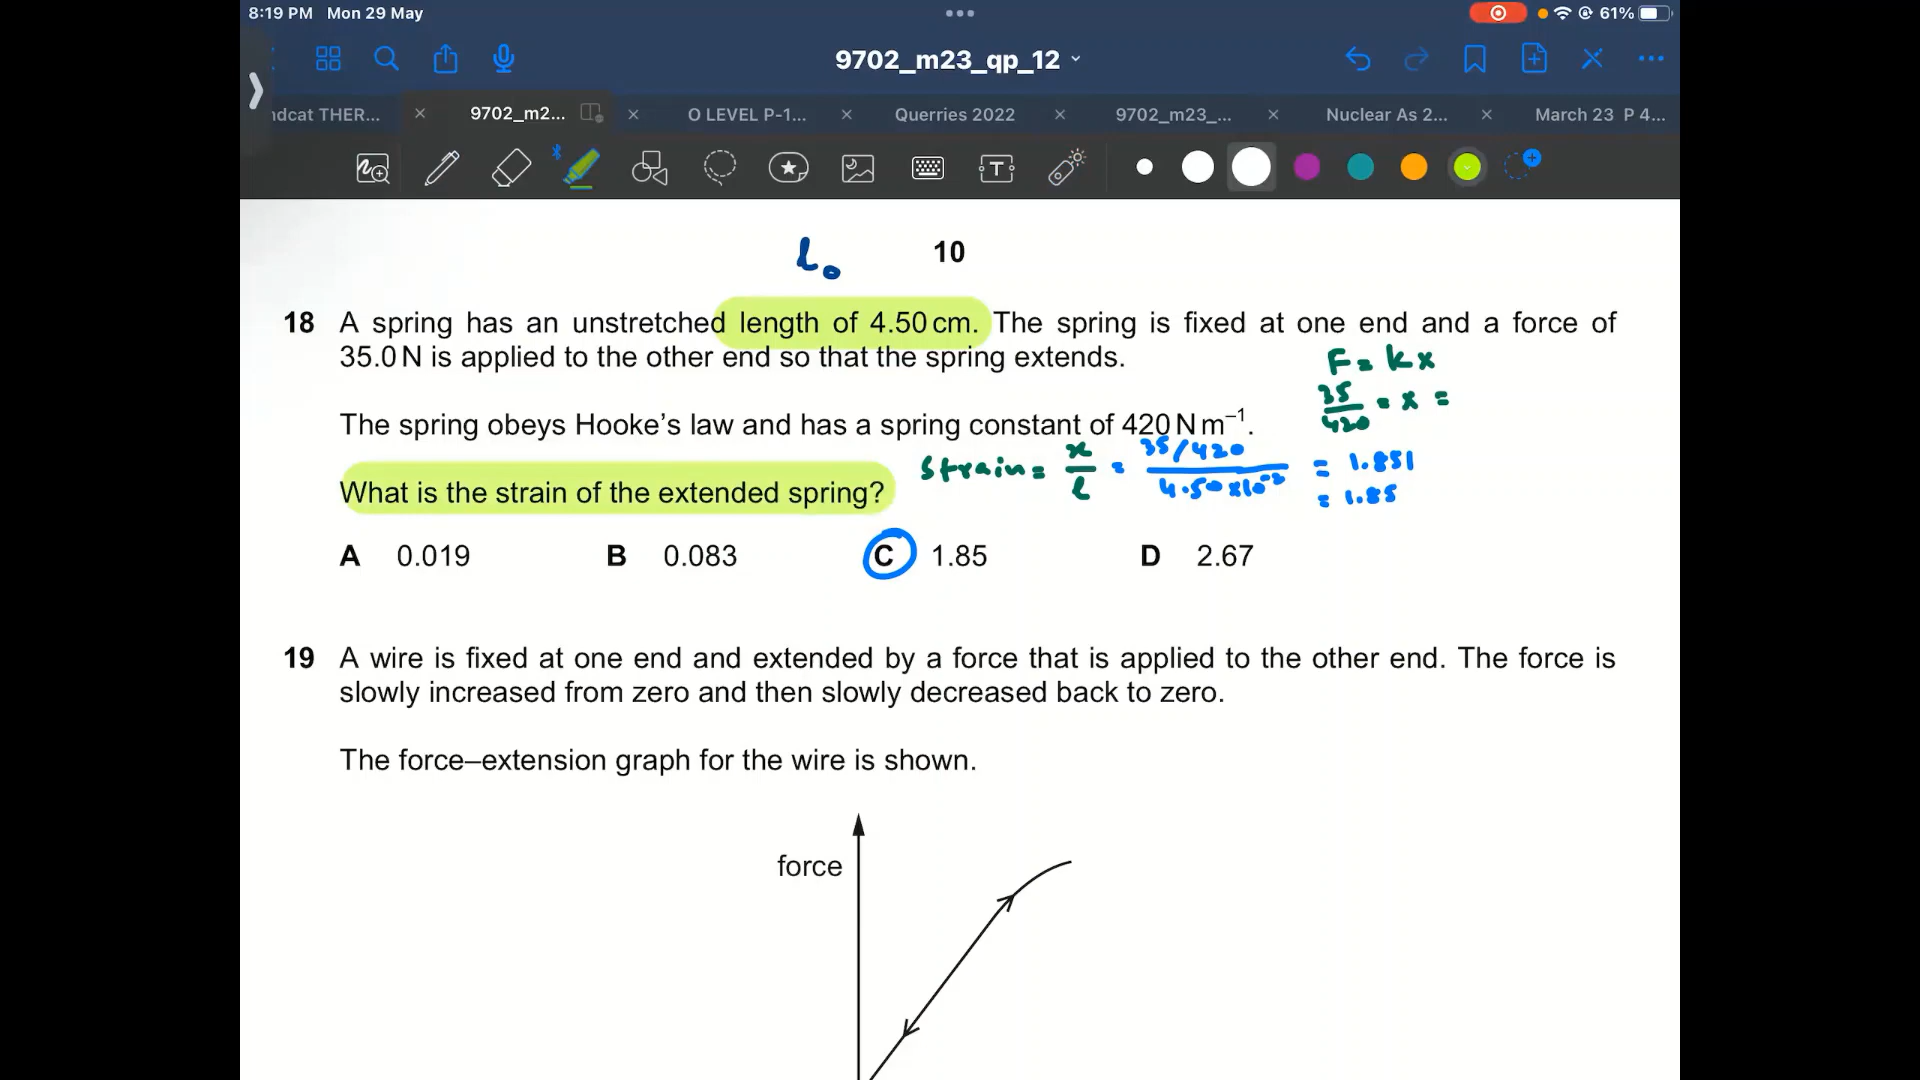 8:19 PM Mon 29 May
61%
9702_m23_qp_12
ndcat THER...
9702_m2...
O LEVEL P-1...
Querries 2022
9702_m23_...
Nuclear As 2...
March 23 P 4...
l₀
10
18 A spring has an unstretched length of 4.50 cm. The spring is fixed at one end and a force of
35.0 N is applied to the other end so that the spring extends.
F = kx
35/420 = x =
The spring obeys Hooke's law and has a spring constant of 420 N m⁻¹.
What is the strain of the extended spring?
Strain = x/l = 35/420 / 4.50×10⁻² = 1.851
= 1.85
A 0.019 B 0.083 C 1.85 D 2.67
19 A wire is fixed at one end and extended by a force that is applied to the other end. The force is
slowly increased from zero and then slowly decreased back to zero.
The force–extension graph for the wire is shown.
force